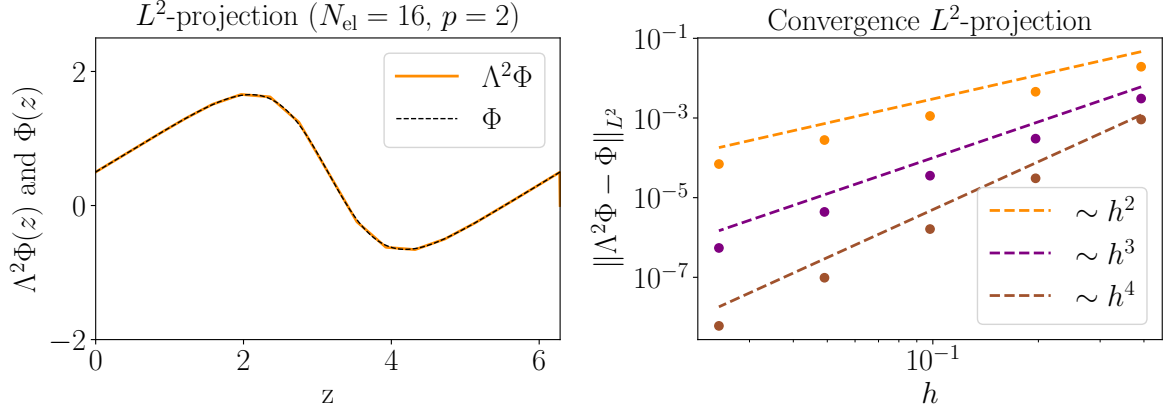 L²-projection (N_el = 16, p = 2)
Λ²Φ(z) and Φ(z)
2
0
−2
0
2
4
6
z
Λ²Φ
Φ
Convergence L²-projection
‖Λ²Φ − Φ‖_L²
10⁻¹
10⁻³
10⁻⁵
10⁻⁷
10⁻¹
h
∼ h²
∼ h³
∼ h⁴